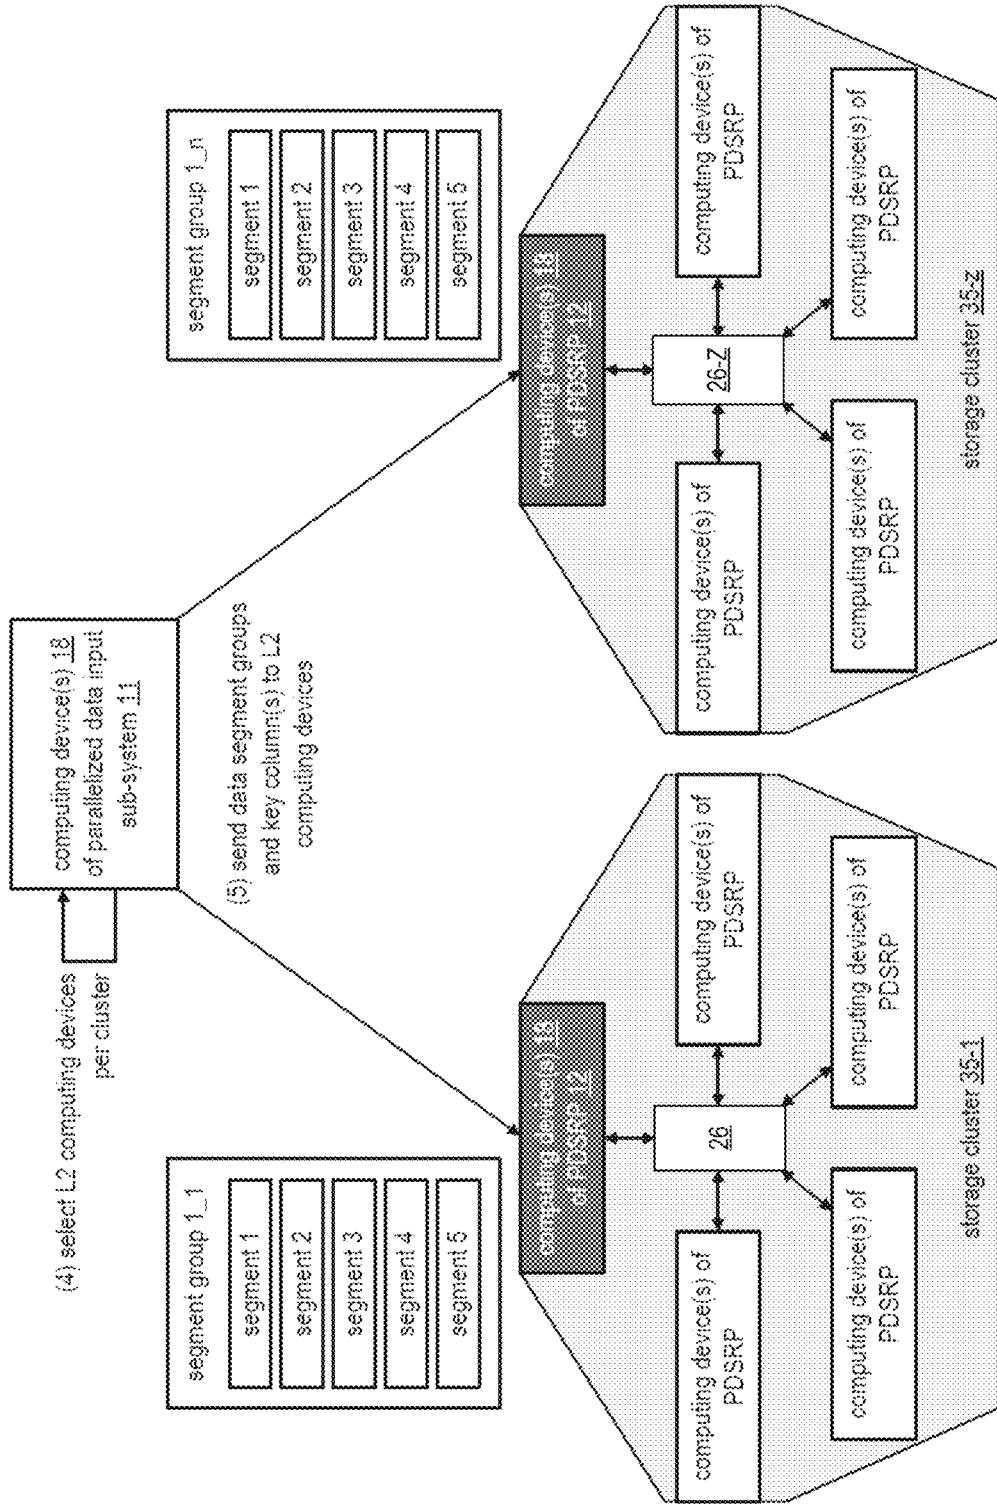 computing device(s) 18
of parallelized data input
sub-system 11
(4) select L2 computing devices
per cluster
(5) send data segment groups
and key column(s) to L2
computing devices
segment group 1_1
segment 1
segment 2
segment 3
segment 4
segment 5
segment group 1_n
segment 1
segment 2
segment 3
segment 4
segment 5
computing device(s) 18
of PDSRP 12
computing device(s) of
PDSRP
26
computing device(s) of
PDSRP
computing device(s) of
PDSRP
computing device(s) of
PDSRP
storage cluster 35-1
computing device(s) 18
of PDSRP 12
computing device(s) of
PDSRP
26-Z
computing device(s) of
PDSRP
computing device(s) of
PDSRP
computing device(s) of
PDSRP
storage cluster 35-z